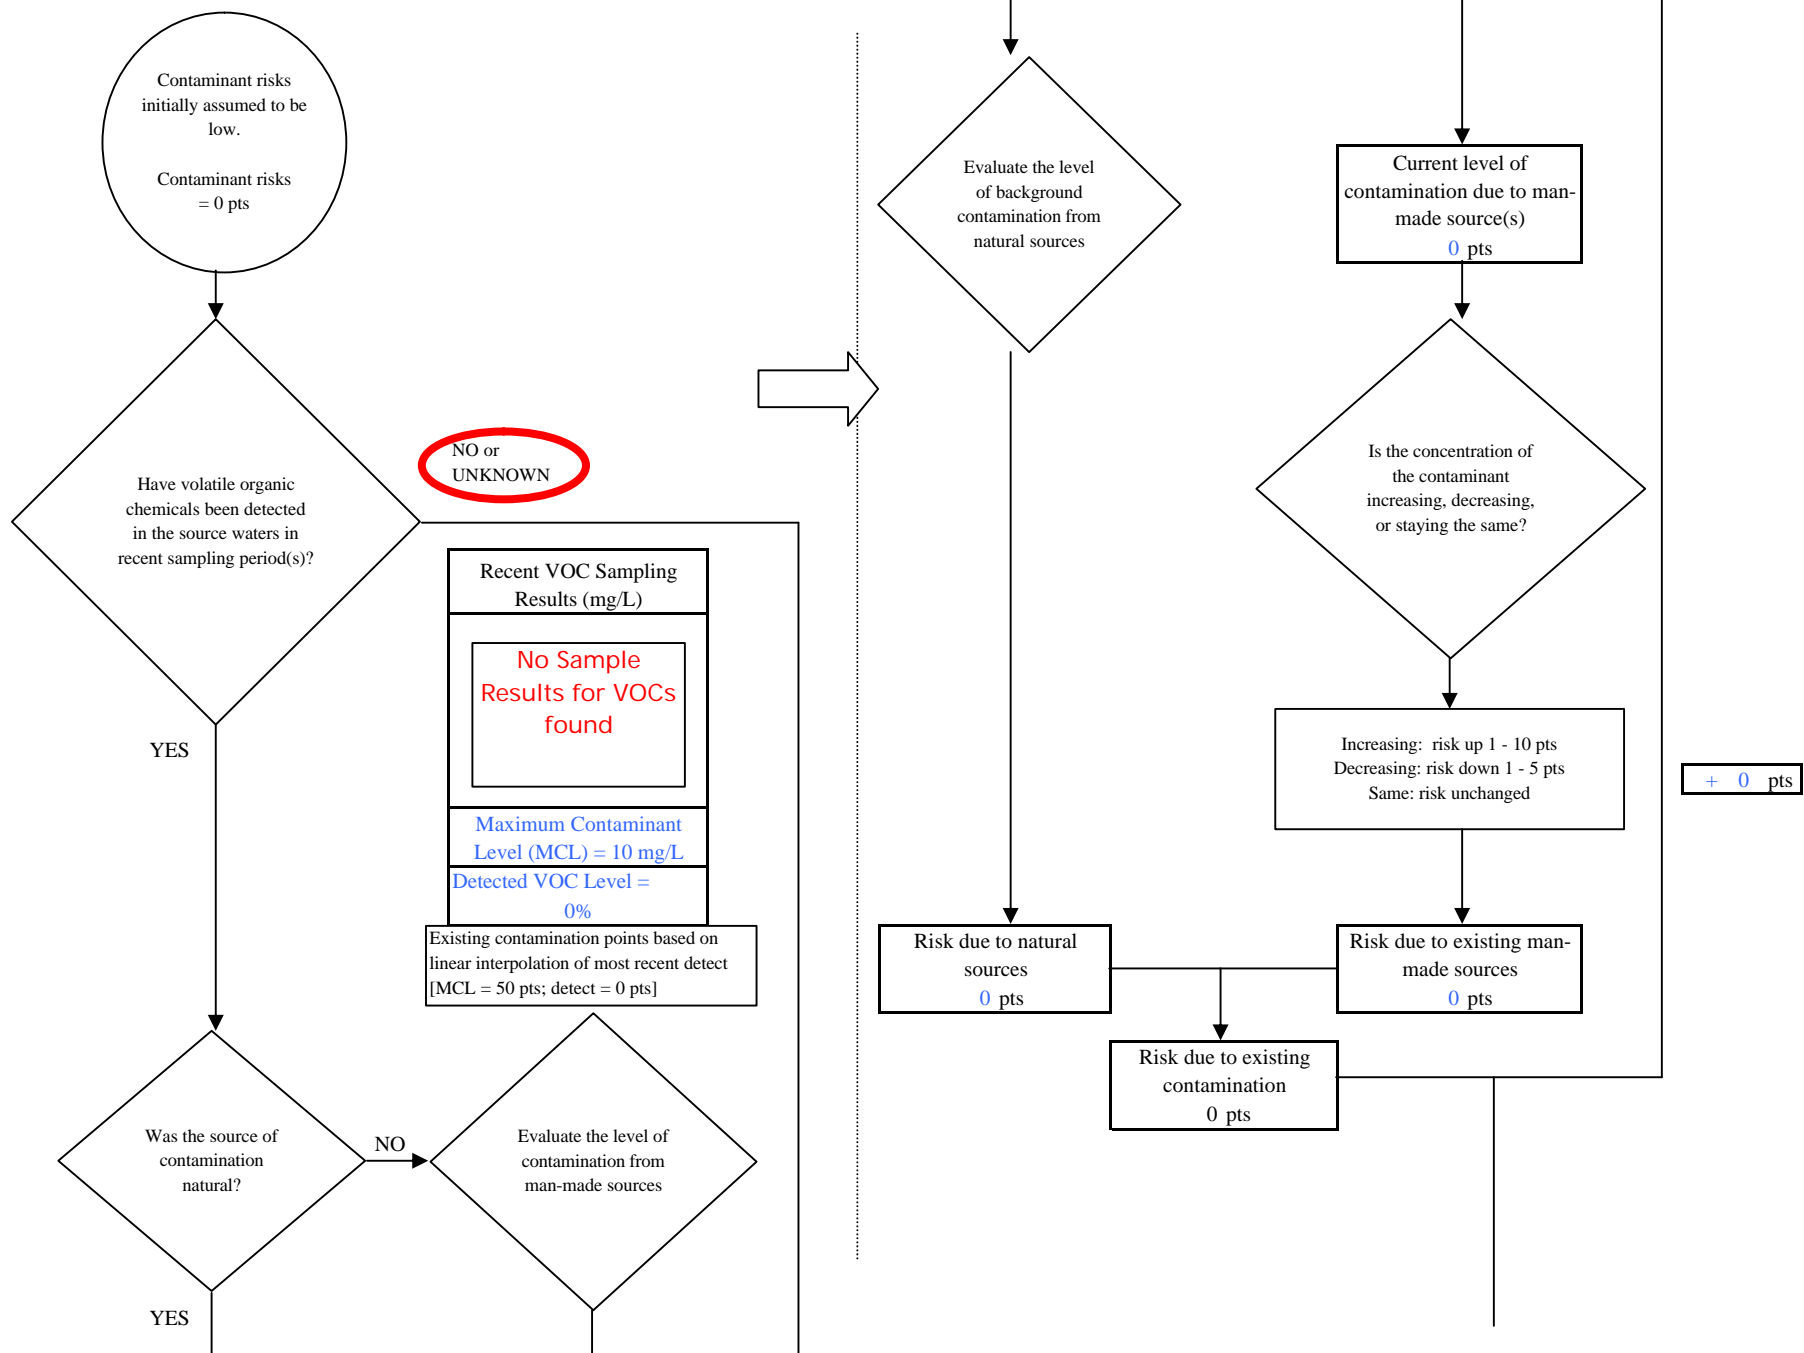 Contaminant risks
initially assumed to be
low.
Contaminant risks
= 0 pts
Have volatile organic
chemicals been detected
in the source waters in
recent sampling period(s)?
NO or
UNKNOWN
Recent VOC Sampling
Results (mg/L)
No Sample
Results for VOCs
found
Maximum Contaminant
Level (MCL) = 10 mg/L
Detected VOC Level =
0%
Existing contamination points based on
linear interpolation of most recent detect
[MCL = 50 pts; detect = 0 pts]
YES
Was the source of
contamination
natural?
NO
Evaluate the level of
contamination from
man-made sources
YES
Evaluate the level
of background
contamination from
natural sources
Current level of
contamination due to man-
made source(s)
0 pts
Is the concentration of
the contaminant
increasing, decreasing,
or staying the same?
Increasing: risk up 1 - 10 pts
Decreasing: risk down 1 - 5 pts
Same: risk unchanged
+ 0 pts
Risk due to natural
sources
0 pts
Risk due to existing man-
made sources
0 pts
Risk due to existing
contamination
0 pts